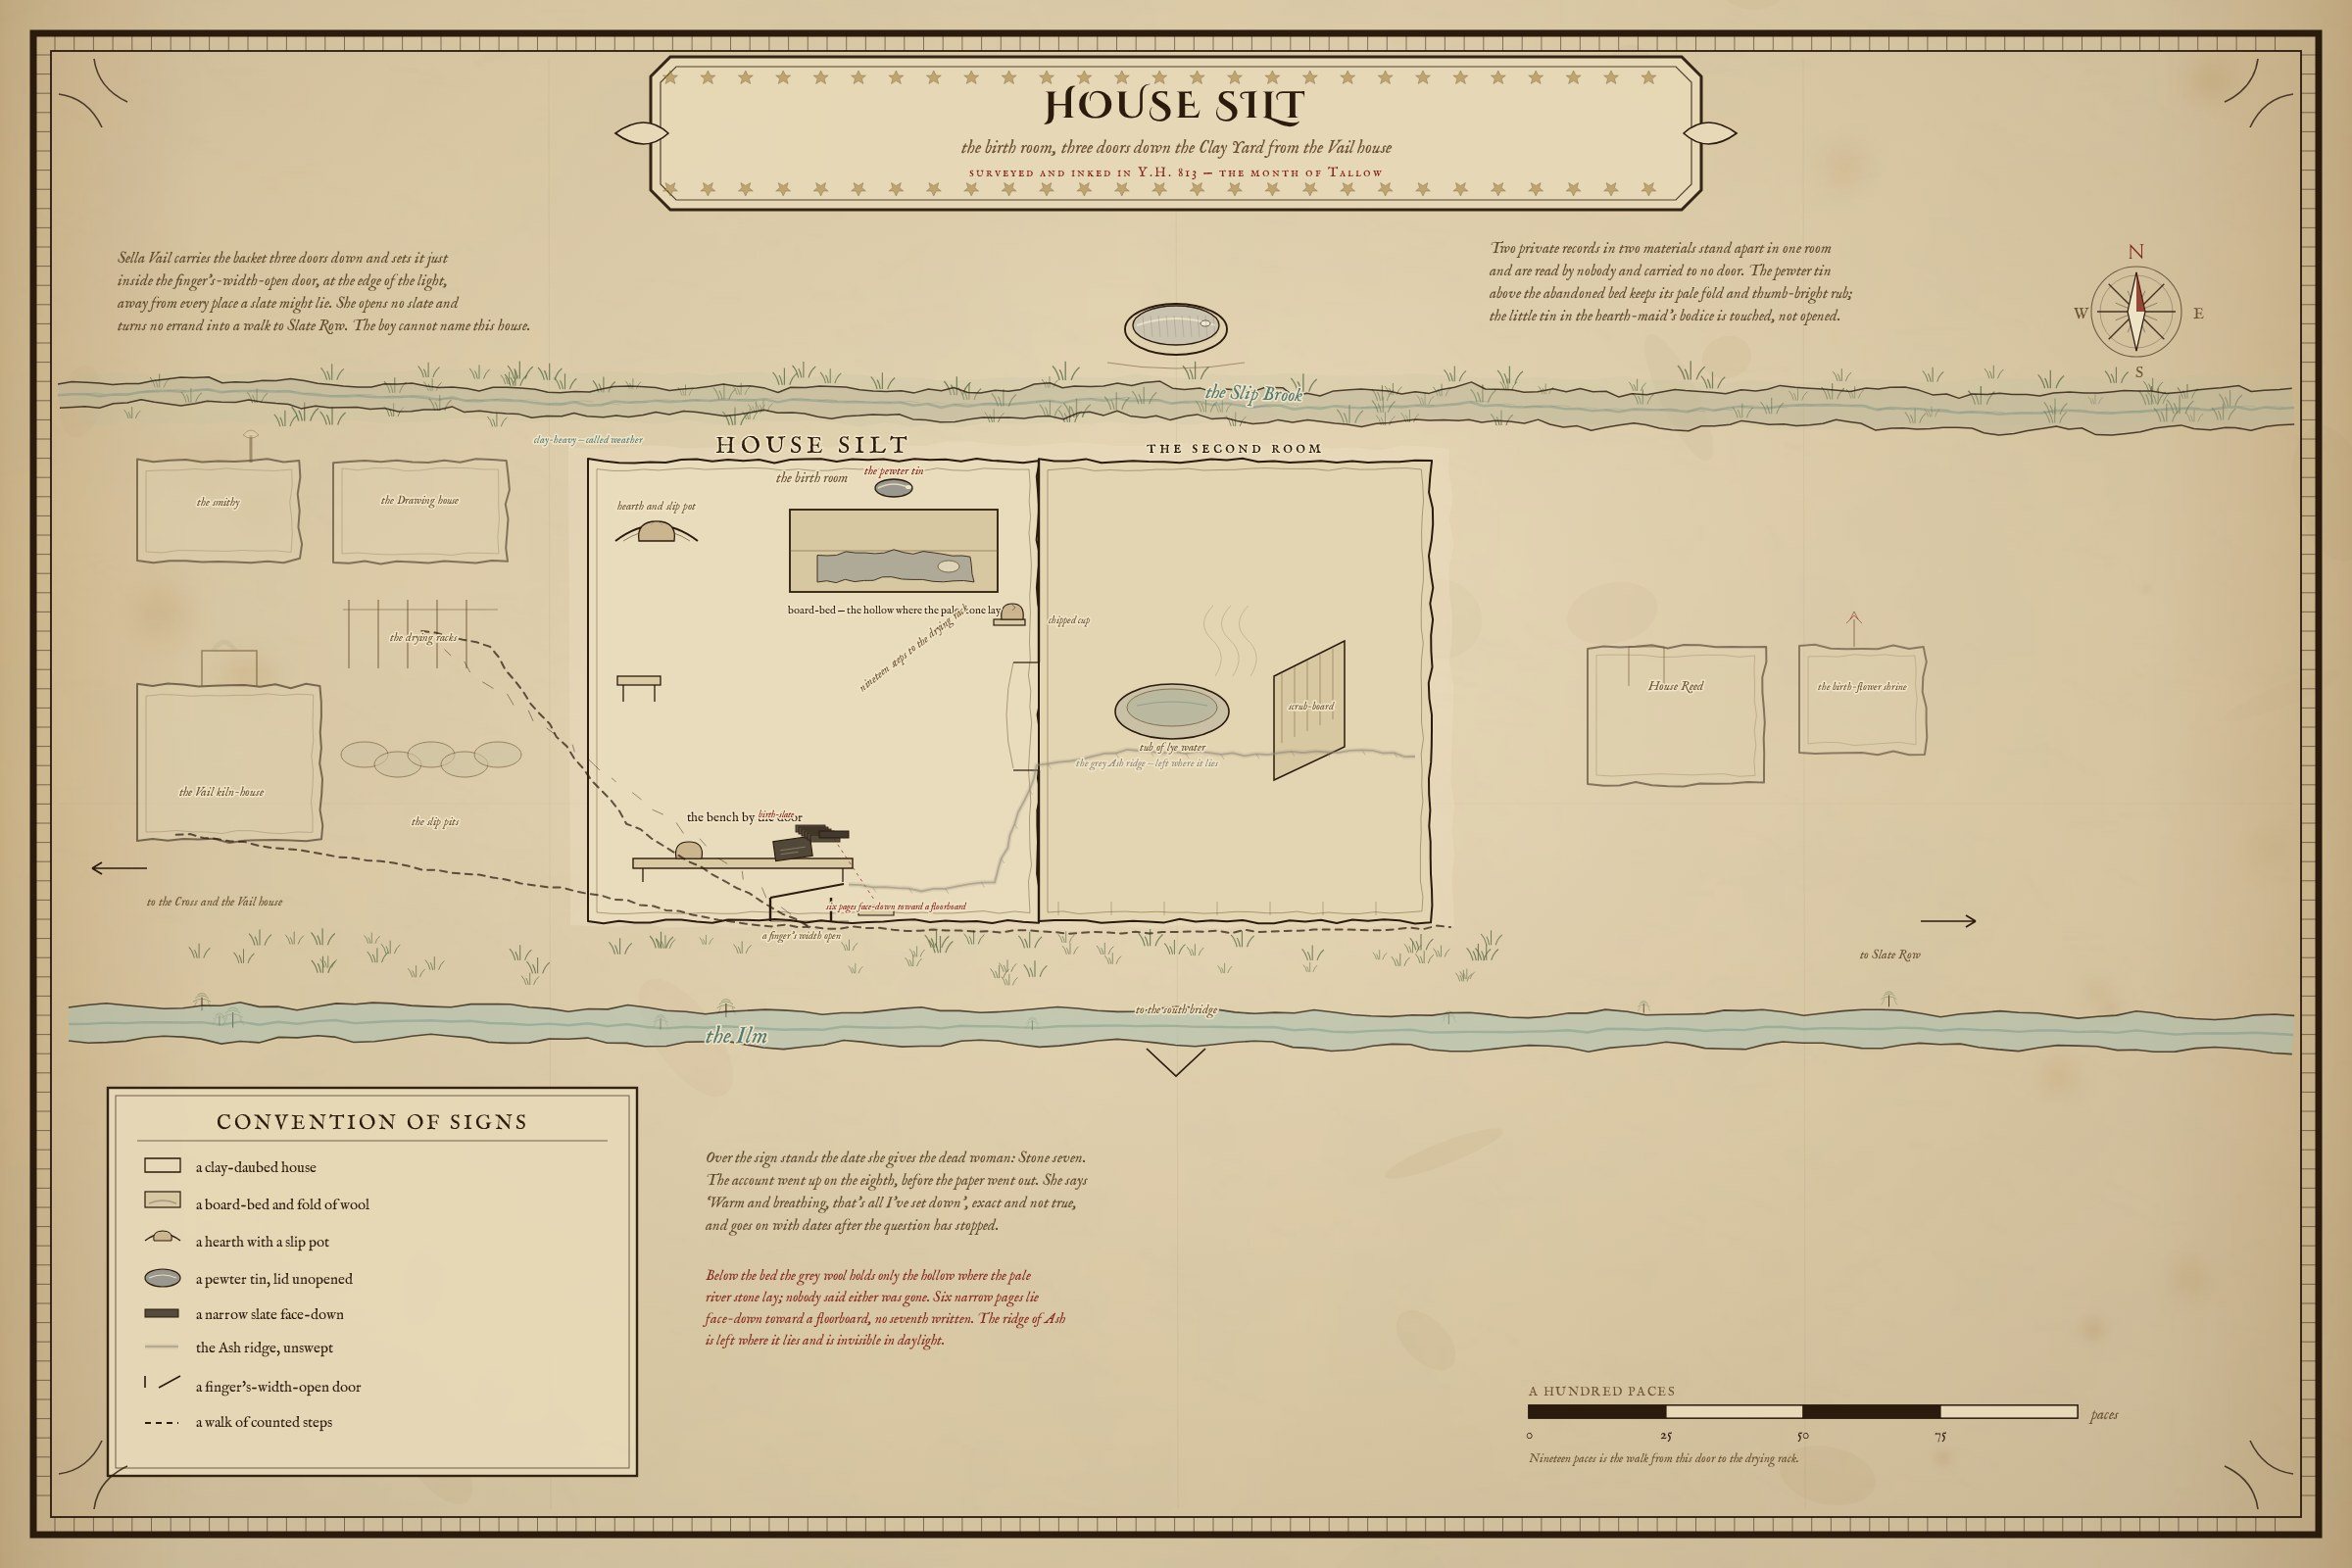 HOUSE SILT
the birth room, three doors down the Clay Yard from the Vail house
SURVEYED AND INKED IN Y.H. 813 — THE MONTH OF TALLOW
Sella Vail carries the basket three doors down and sets it just
inside the finger's-width-open door, at the edge of the light,
away from every place a slate might lie. She opens no slate and
turns no errand into a walk to Slate Row. The boy cannot name this house.
Two private records in two materials stand apart in one room
and are read by nobody and carried to no door. The pewter tin
above the abandoned bed keeps its pale fold and thumb-bright rub;
the little tin in the hearth-maid's bodice is touched, not opened.
N
W
E
S
the Slip Brook
clay-heavy — called weather
HOUSE SILT
THE SECOND ROOM
the birth room
the pewter tin
the smithy
the Drawing house
hearth and slip pot
board-bed — the hollow where the pale stone lay
chipped cup
nineteen steps to the drying rack
the drying racks
House Reed
the birth-flower shrine
scrub-board
tub of lye water
the grey Ash ridge — left where it lies
the Vail kiln-house
the slip pits
the bench by the door
birth-slate
to the Cross and the Vail house
six pages face-down toward a floorboard
a finger's width open
to Slate Row
to the south bridge
the Ilm
CONVENTION OF SIGNS
a clay-daubed house
a board-bed and fold of wool
a hearth with a slip pot
a pewter tin, lid unopened
a narrow slate face-down
the Ash ridge, unswept
a finger's-width-open door
a walk of counted steps
Over the sign stands the date she gives the dead woman: Stone seven.
The account went up on the eighth, before the paper went out. She says
'Warm and breathing, that's all I've set down', exact and not true,
and goes on with dates after the question has stopped.
Below the bed the grey wool holds only the hollow where the pale
river stone lay; nobody said either was gone. Six narrow pages lie
face-down toward a floorboard, no seventh written. The ridge of Ash
is left where it lies and is invisible in daylight.
A HUNDRED PACES
paces
0 25 50 75
Nineteen paces is the walk from this door to the drying rack.